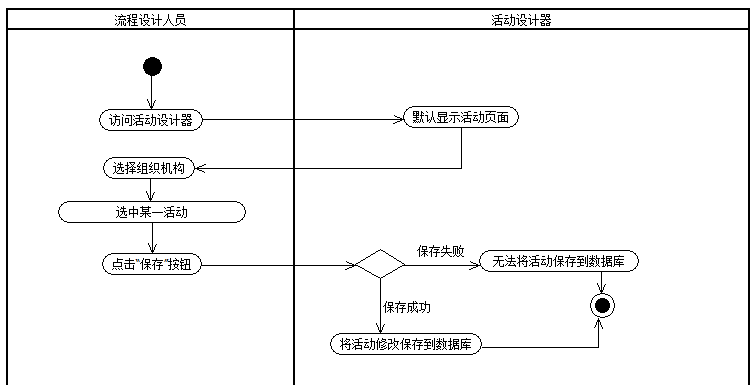 流程设计人员
活动设计器
访问活动设计器
默认显示活动页面
选择组织机构
选中某一活动
点击“保存”按钮
保存失败
无法将活动保存到数据库
保存成功
将活动修改保存到数据库